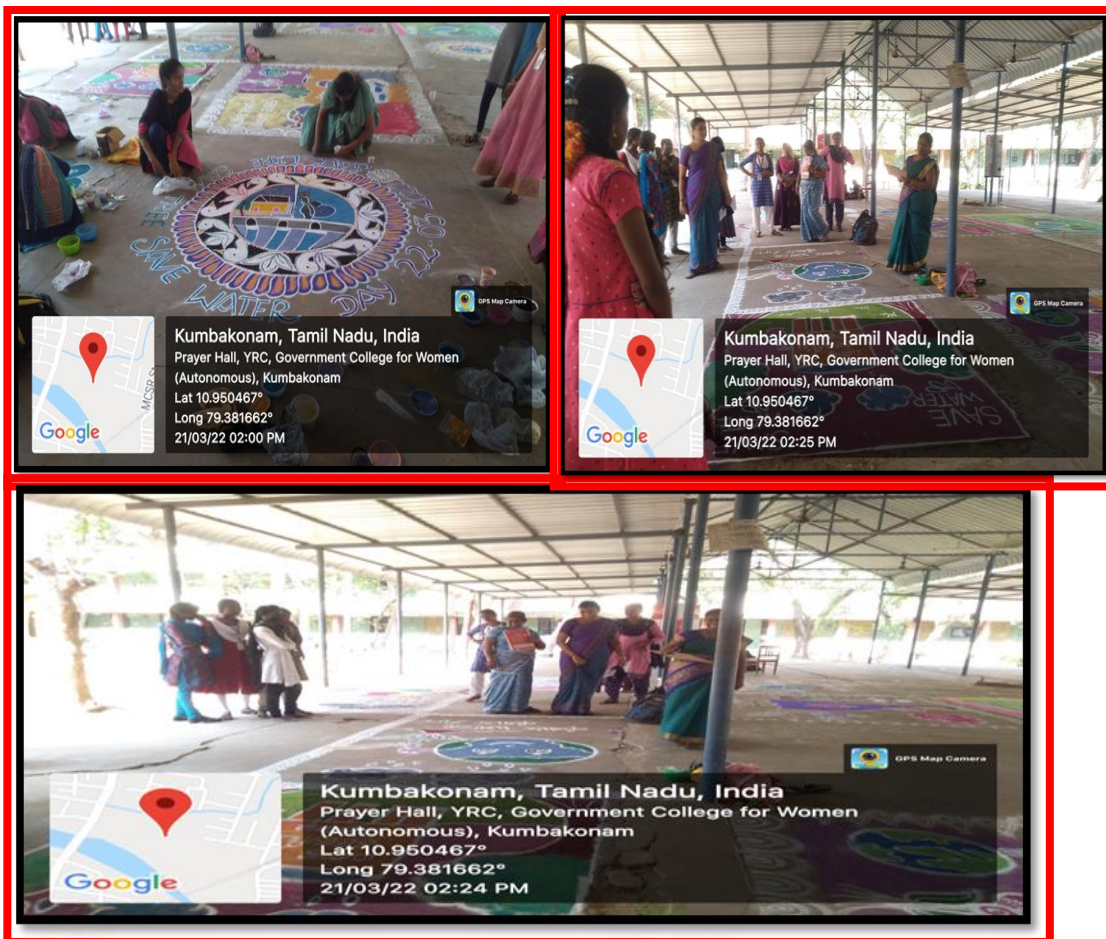 SAVE WATER DAY 22-03-2022
TREE
GPS Map Camera
Kumbakonam, Tamil Nadu, India
Prayer Hall, YRC, Government College for Women
(Autonomous), Kumbakonam
Lat 10.950467°
Long 79.381662°
21/03/22 02:00 PM
MCSR St
Google
GPS Map Camera
Kumbakonam, Tamil Nadu, India
Prayer Hall, YRC, Government College for Women
(Autonomous), Kumbakonam
Lat 10.950467°
Long 79.381662°
21/03/22 02:25 PM
Google
SAVE
WATER
GPS Map Camera
Kumbakonam, Tamil Nadu, India
Prayer Hall, YRC, Government College for Women
(Autonomous), Kumbakonam
Lat 10.950467°
Long 79.381662°
21/03/22 02:24 PM
Google